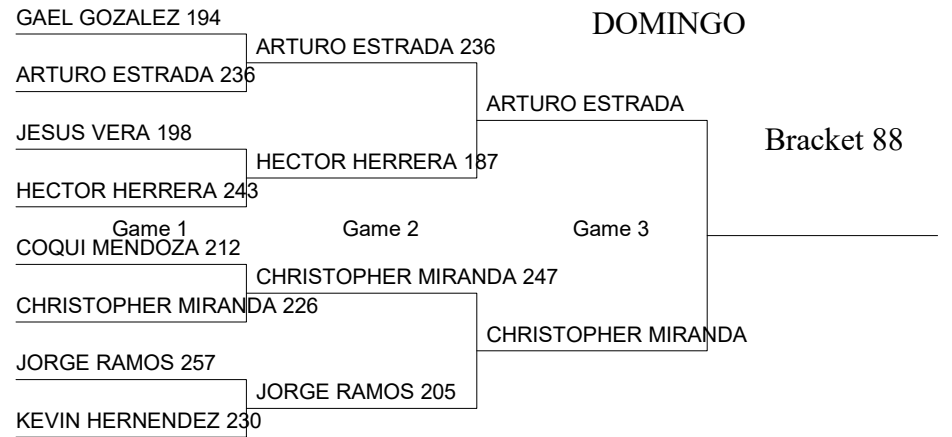 GAEL GOZALEZ 194
DOMINGO
ARTURO ESTRADA 236
ARTURO ESTRADA 236
ARTURO ESTRADA
JESUS VERA 198
Bracket 88
HECTOR HERRERA 187
HECTOR HERRERA 243
Game 1
Game 2
Game 3
COQUI MENDOZA 212
CHRISTOPHER MIRANDA 247
CHRISTOPHER MIRANDA 226
CHRISTOPHER MIRANDA
JORGE RAMOS 257
JORGE RAMOS 205
KEVIN HERNENDEZ 230